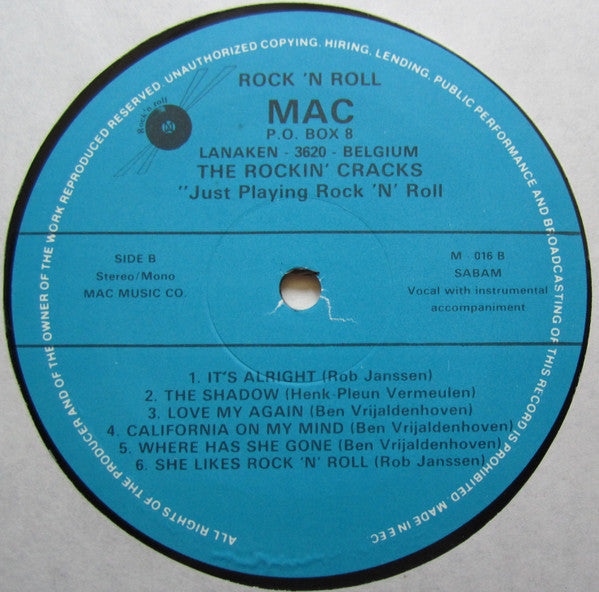 ALL RIGHTS OF THE PRODUCER AND OF THE OWNER OF THE WORK REPRODUCED RESERVED. UNAUTHORIZED COPYING, HIRING, LENDING, PUBLIC PERFORMANCE AND BROADCASTING OF THIS RECORD IS PROHIBITED. MADE IN EEC
Rock'n roll
ROCK 'N ROLL
MAC
P.O. BOX 8
LANAKEN - 3620 - BELGIUM
THE ROCKIN' CRACKS
"Just Playing Rock 'N' Roll
SIDE B
Stereo/Mono
MAC MUSIC CO.
M - 016 B
SABAM
Vocal with instrumental
accompaniment
1. IT'S ALRIGHT (Rob Janssen)
2. THE SHADOW (Henk-Pleun Vermeulen)
3. LOVE MY AGAIN (Ben Vrijaldenhoven)
4. CALIFORNIA ON MY MIND (Ben Vrijaldenhoven)
5. WHERE HAS SHE GONE (Ben Vrijaldenhoven)
6. SHE LIKES ROCK 'N' ROLL (Rob Janssen)